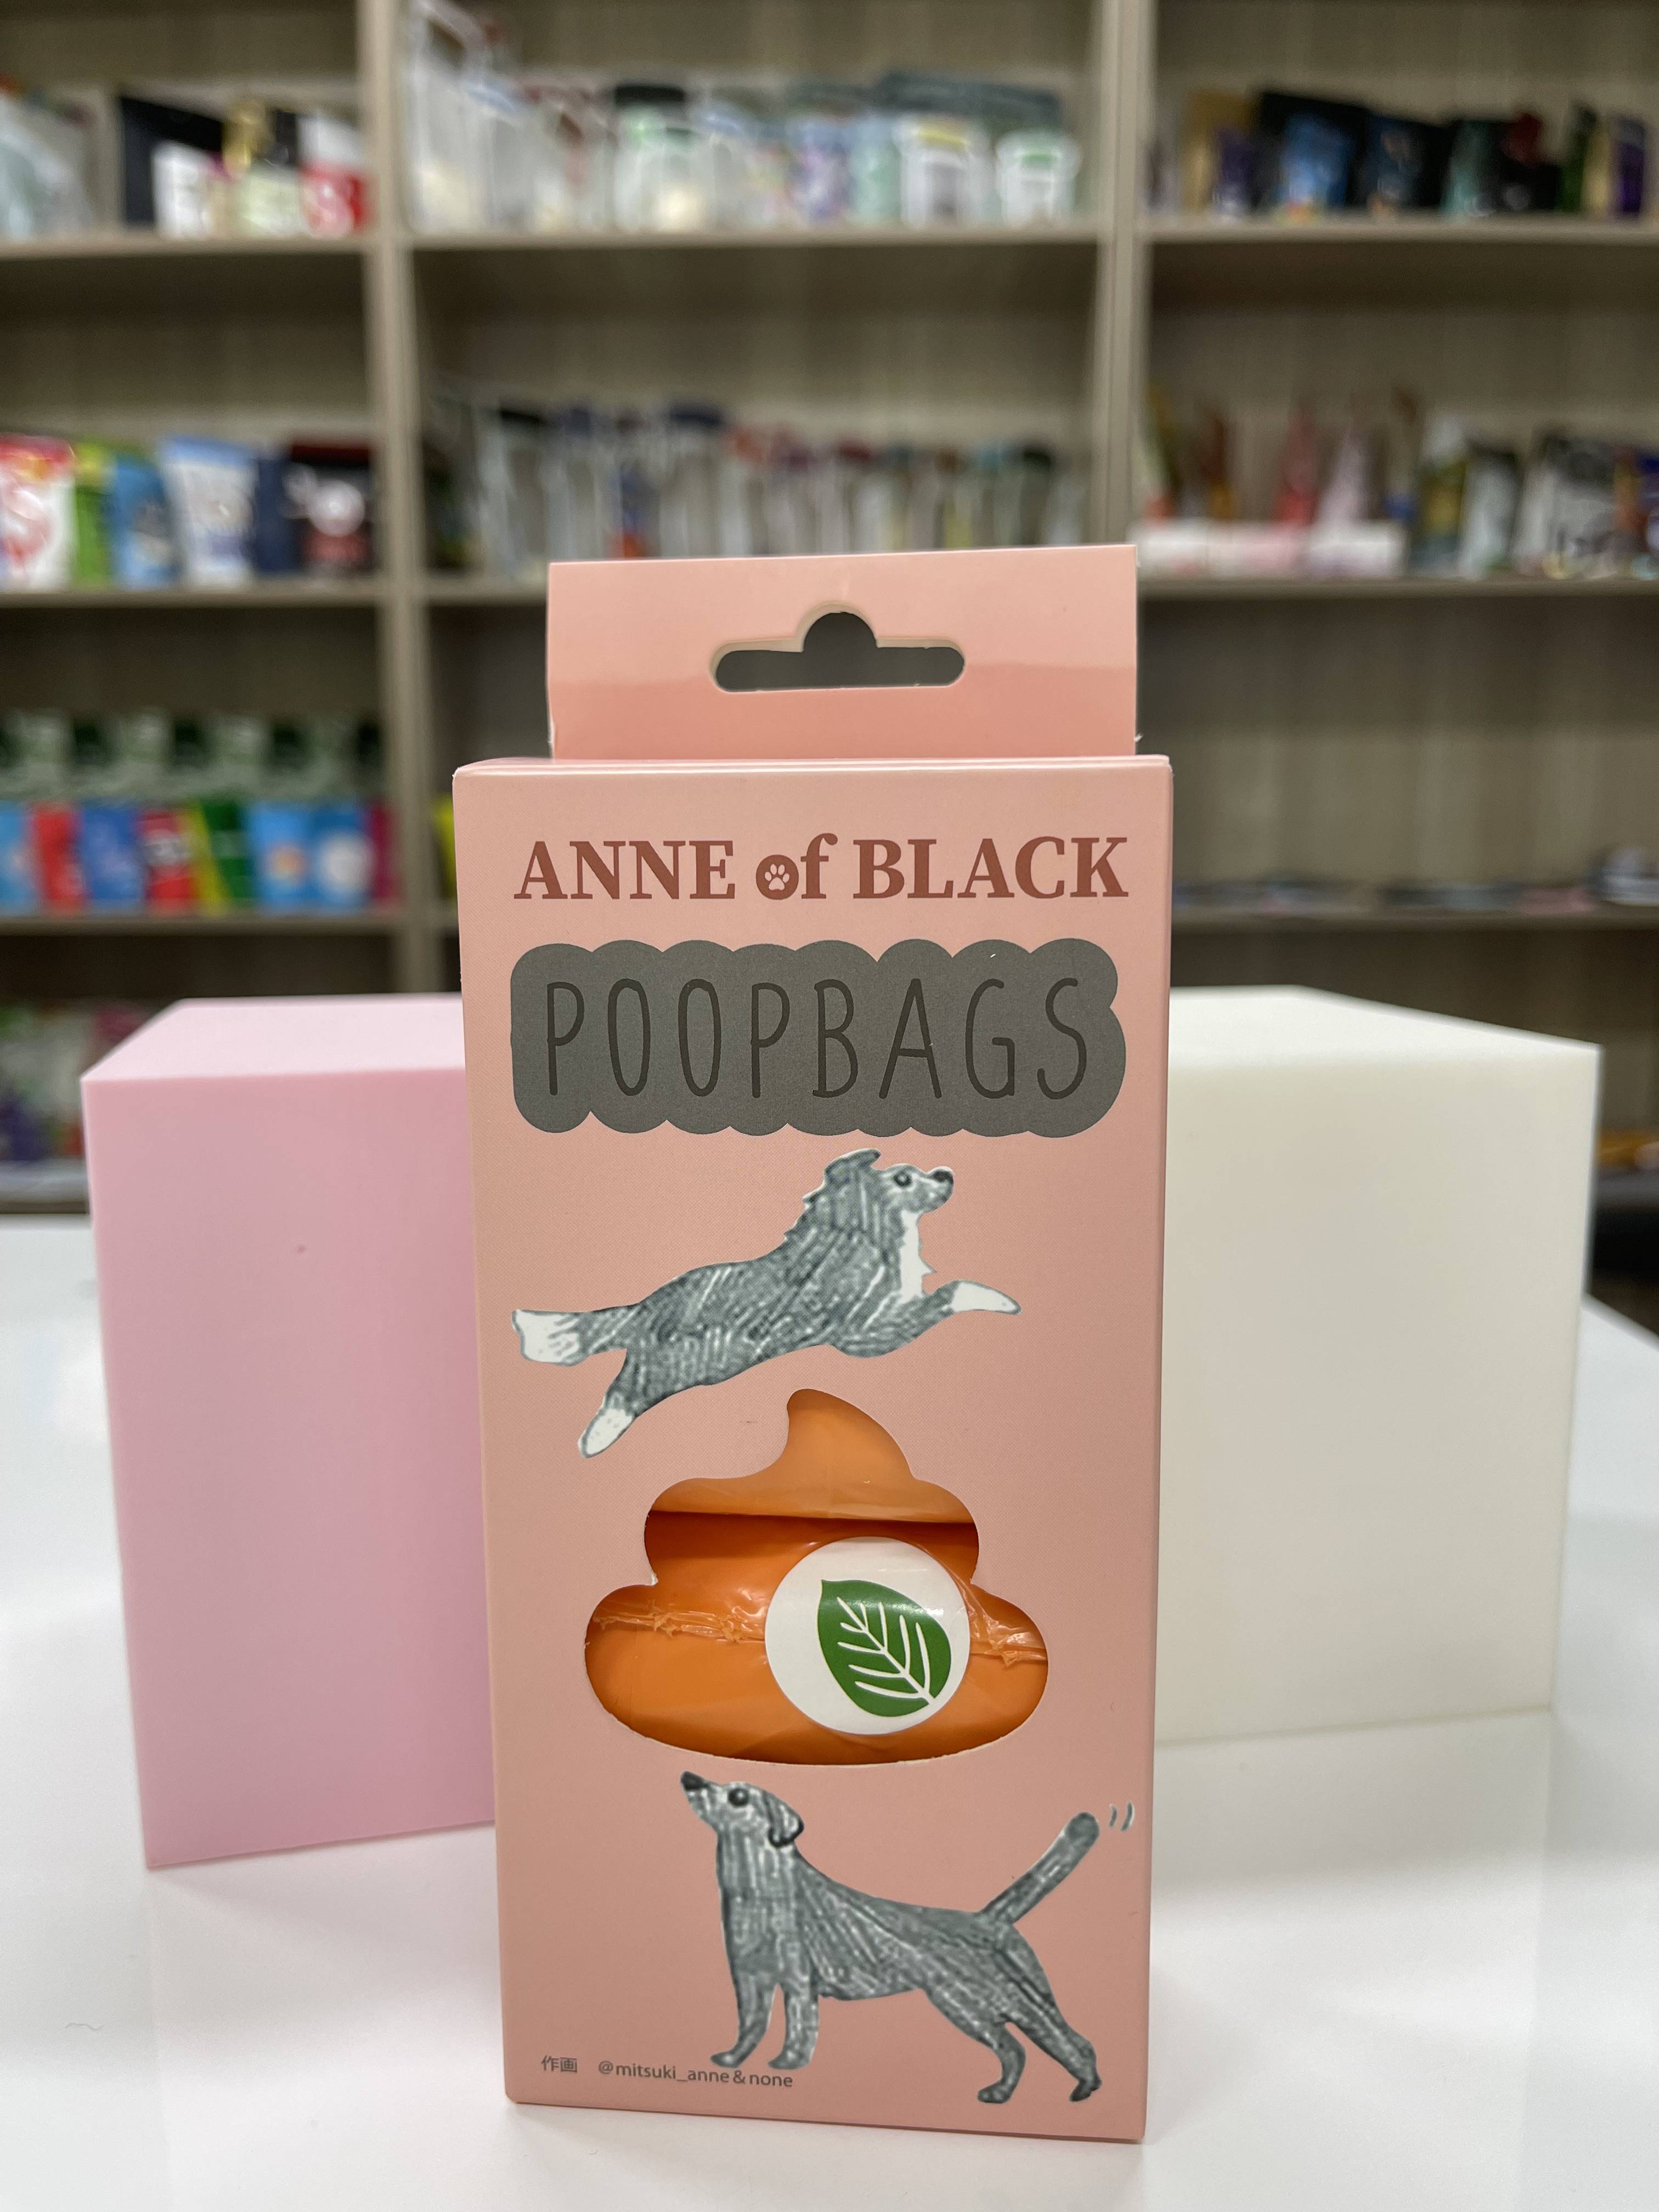 ANNE of BLACK
POOPBAGS
作画 @mitsuki_anne&none